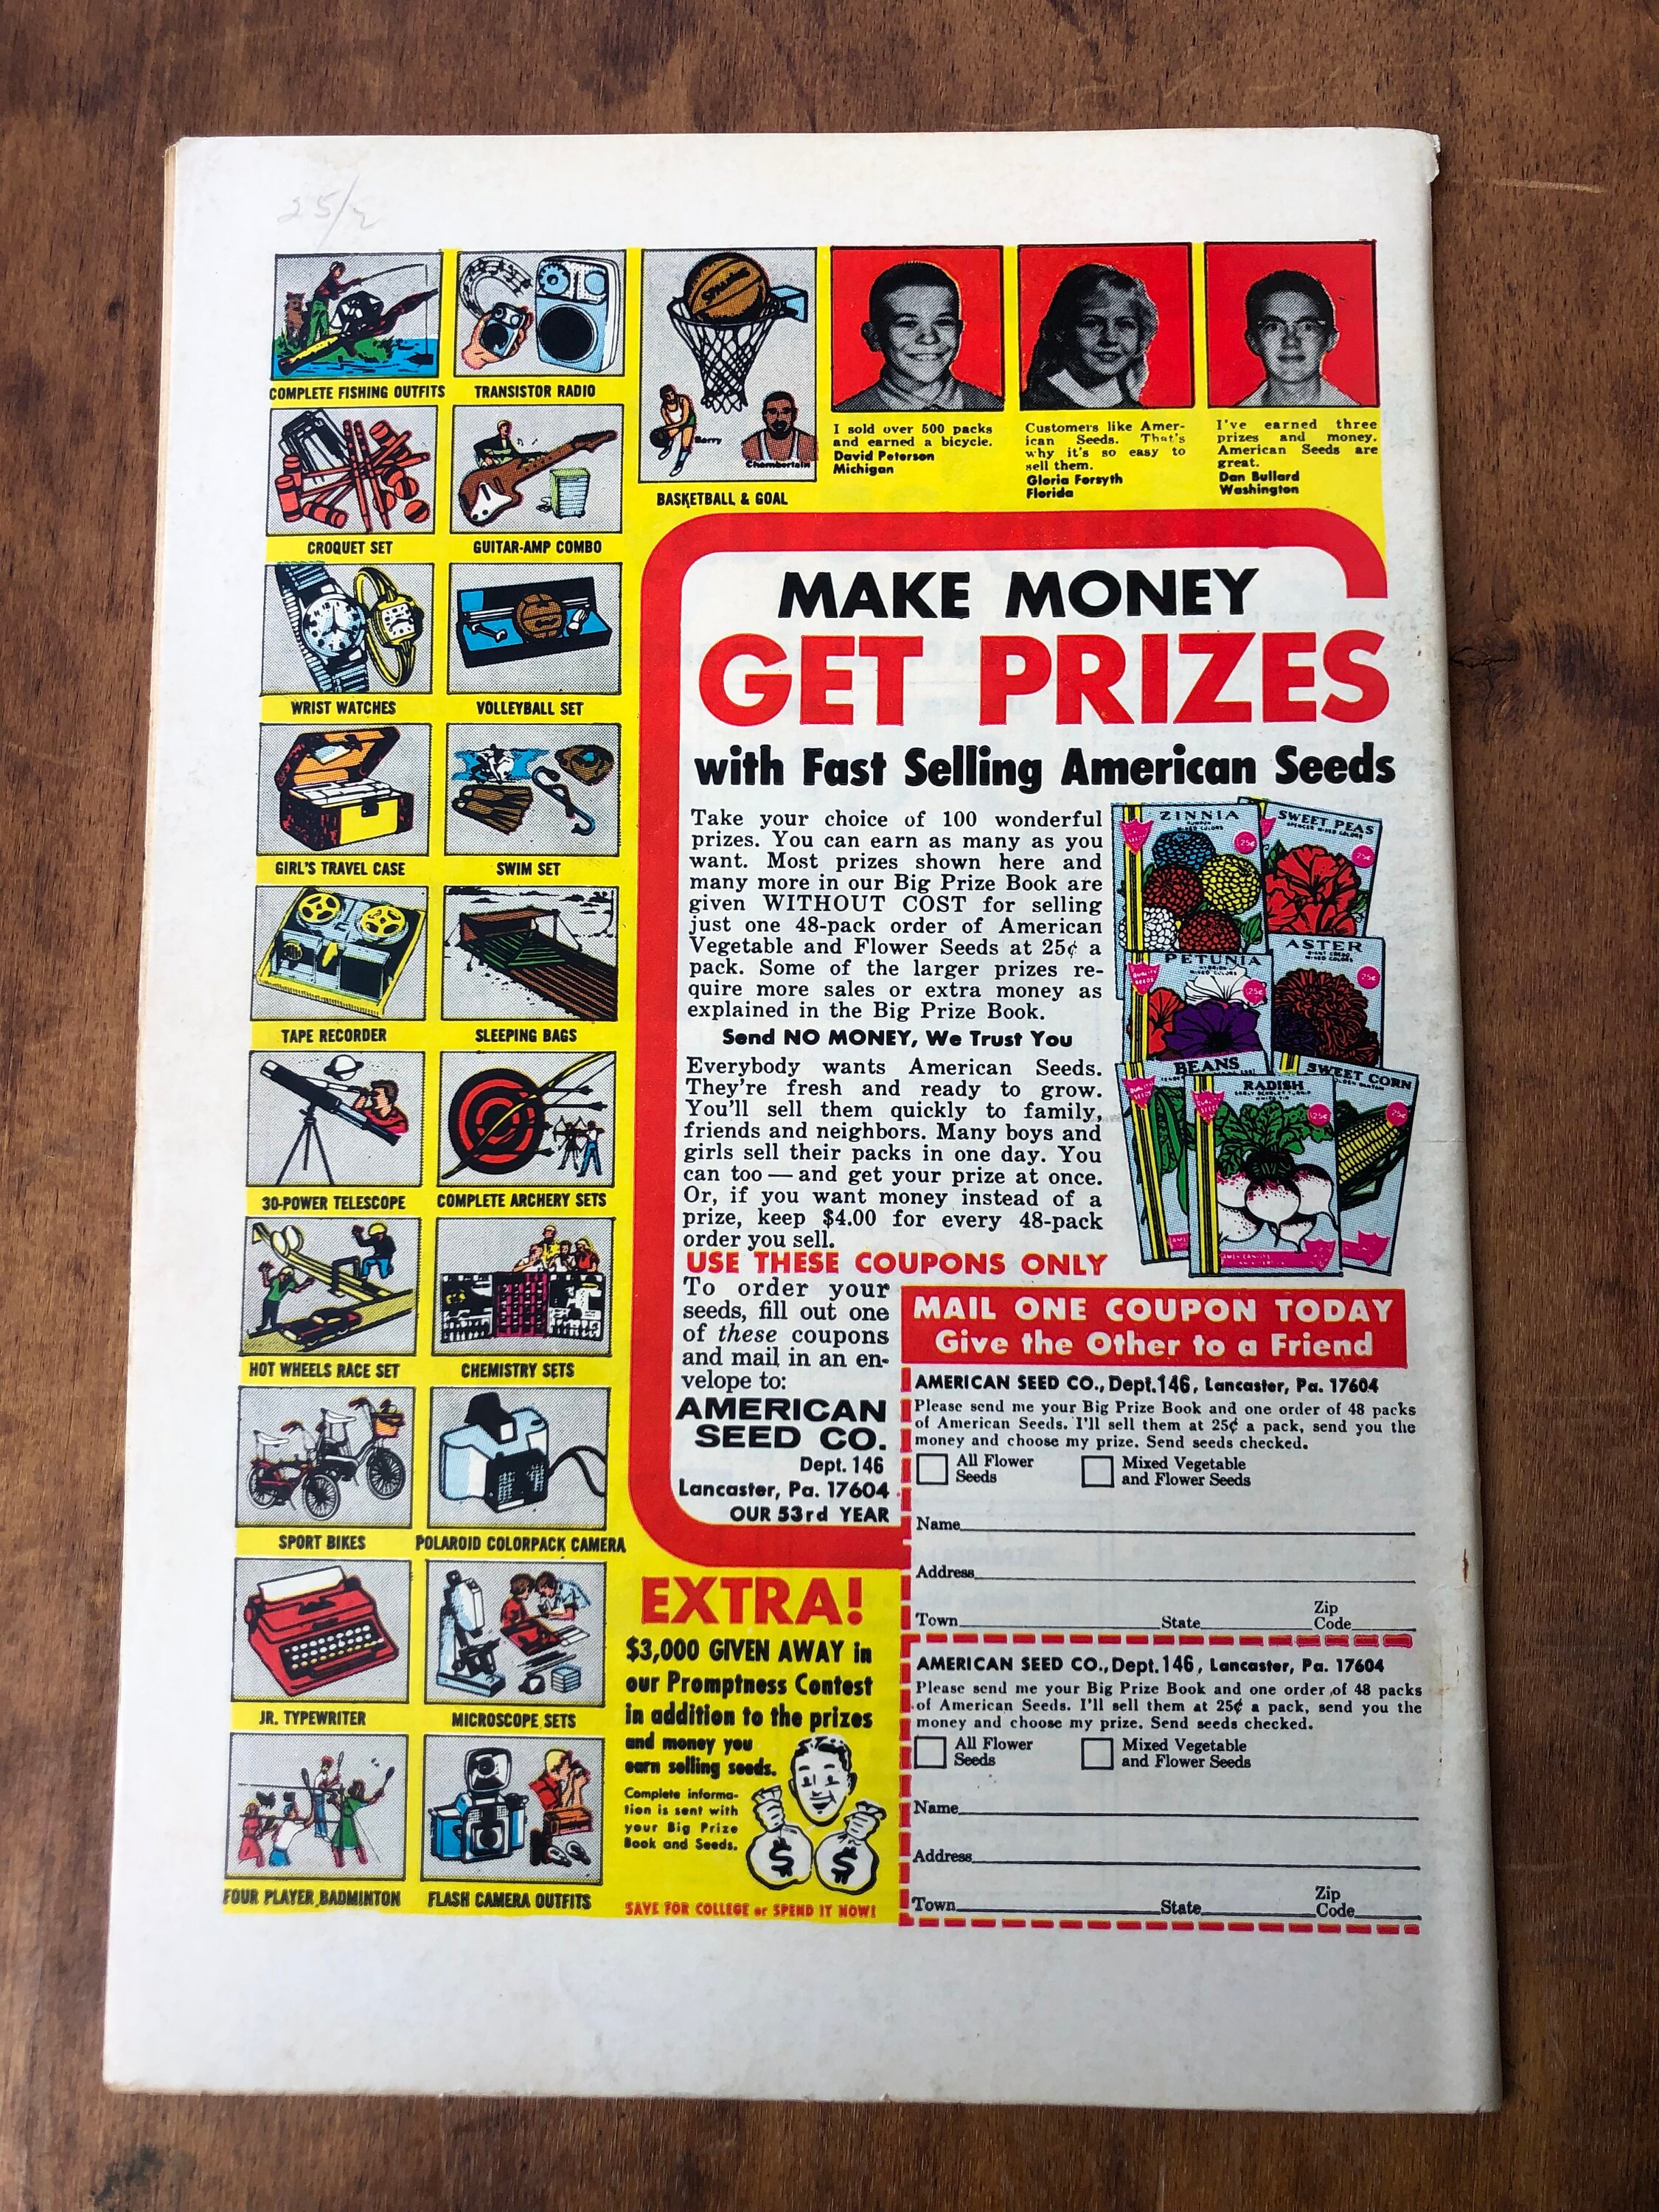 25/2
Spalding
Barry
Chamberlain
COMPLETE FISHING OUTFITS
TRANSISTOR RADIO
BASKETBALL & GOAL
CROQUET SET
GUITAR-AMP COMBO
WRIST WATCHES
VOLLEYBALL SET
GIRL'S TRAVEL CASE
SWIM SET
TAPE RECORDER
SLEEPING BAGS
30-POWER TELESCOPE
COMPLETE ARCHERY SETS
HOT WHEELS RACE SET
CHEMISTRY SETS
SPORT BIKES
POLAROID COLORPACK CAMERA
JR. TYPEWRITER
MICROSCOPE SETS
FOUR PLAYER BADMINTON
FLASH CAMERA OUTFITS
I sold over 500 packs
and earned a bicycle.
David Peterson
Michigan
Customers like Amer-
ican Seeds. That's
why it's so easy to
sell them.
Gloria Forsyth
Florida
I've earned three
prizes and money.
American Seeds are
great.
Dan Bullard
Washington
MAKE MONEY
GET PRIZES
with Fast Selling American Seeds
Take your choice of 100 wonderful
prizes. You can earn as many as you
want. Most prizes shown here and
many more in our Big Prize Book are
given WITHOUT COST for selling
just one 48-pack order of American
Vegetable and Flower Seeds at 25¢ a
pack. Some of the larger prizes re-
quire more sales or extra money as
explained in the Big Prize Book.
Send NO MONEY, We Trust You
Everybody wants American Seeds.
They're fresh and ready to grow.
You'll sell them quickly to family,
friends and neighbors. Many boys and
girls sell their packs in one day. You
can too — and get your prize at once.
Or, if you want money instead of a
prize, keep $4.00 for every 48-pack
order you sell.
ZINNIA
MIXED COLORS
25¢
SWEET PEAS
SPENCER MIXED COLORS
25¢
PETUNIA
MIXED COLORS
25¢
ASTER
MIXED COLORS
25¢
BEANS
RADISH
25¢
SWEET CORN
25¢
USE THESE COUPONS ONLY
To order your
seeds, fill out one
of these coupons
and mail in an en-
velope to:
AMERICAN
SEED CO.
Dept. 146
Lancaster, Pa. 17604
OUR 53rd YEAR
MAIL ONE COUPON TODAY
Give the Other to a Friend
AMERICAN SEED CO., Dept. 146, Lancaster, Pa. 17604
Please send me your Big Prize Book and one order of 48 packs
of American Seeds. I'll sell them at 25¢ a pack, send you the
money and choose my prize. Send seeds checked.
All Flower
Seeds
Mixed Vegetable
and Flower Seeds
Name
Address
Town State Zip Code
AMERICAN SEED CO., Dept. 146, Lancaster, Pa. 17604
Please send me your Big Prize Book and one order of 48 packs
of American Seeds. I'll sell them at 25¢ a pack, send you the
money and choose my prize. Send seeds checked.
All Flower
Seeds
Mixed Vegetable
and Flower Seeds
Name
Address
Town State Zip Code
EXTRA!
$3,000 GIVEN AWAY in
our Promptness Contest
in addition to the prizes
and money you
earn selling seeds.
Complete informa-
tion is sent with
your Big Prize
Book and Seeds.
$ $
SAVE FOR COLLEGE or SPEND IT NOW!